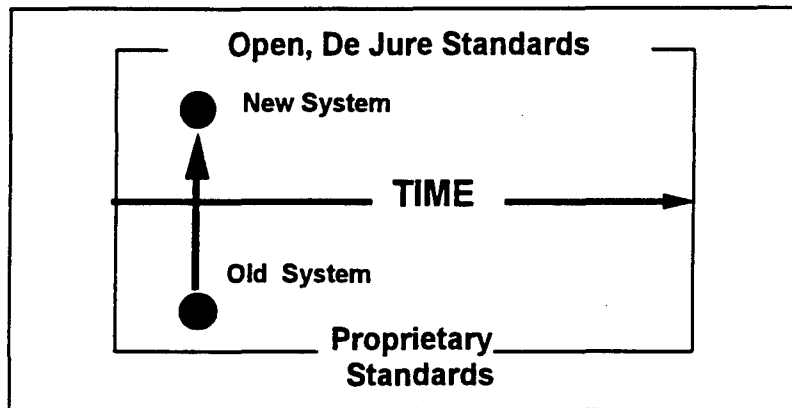 Open, De Jure Standards
New System
TIME
Old System
Proprietary
Standards